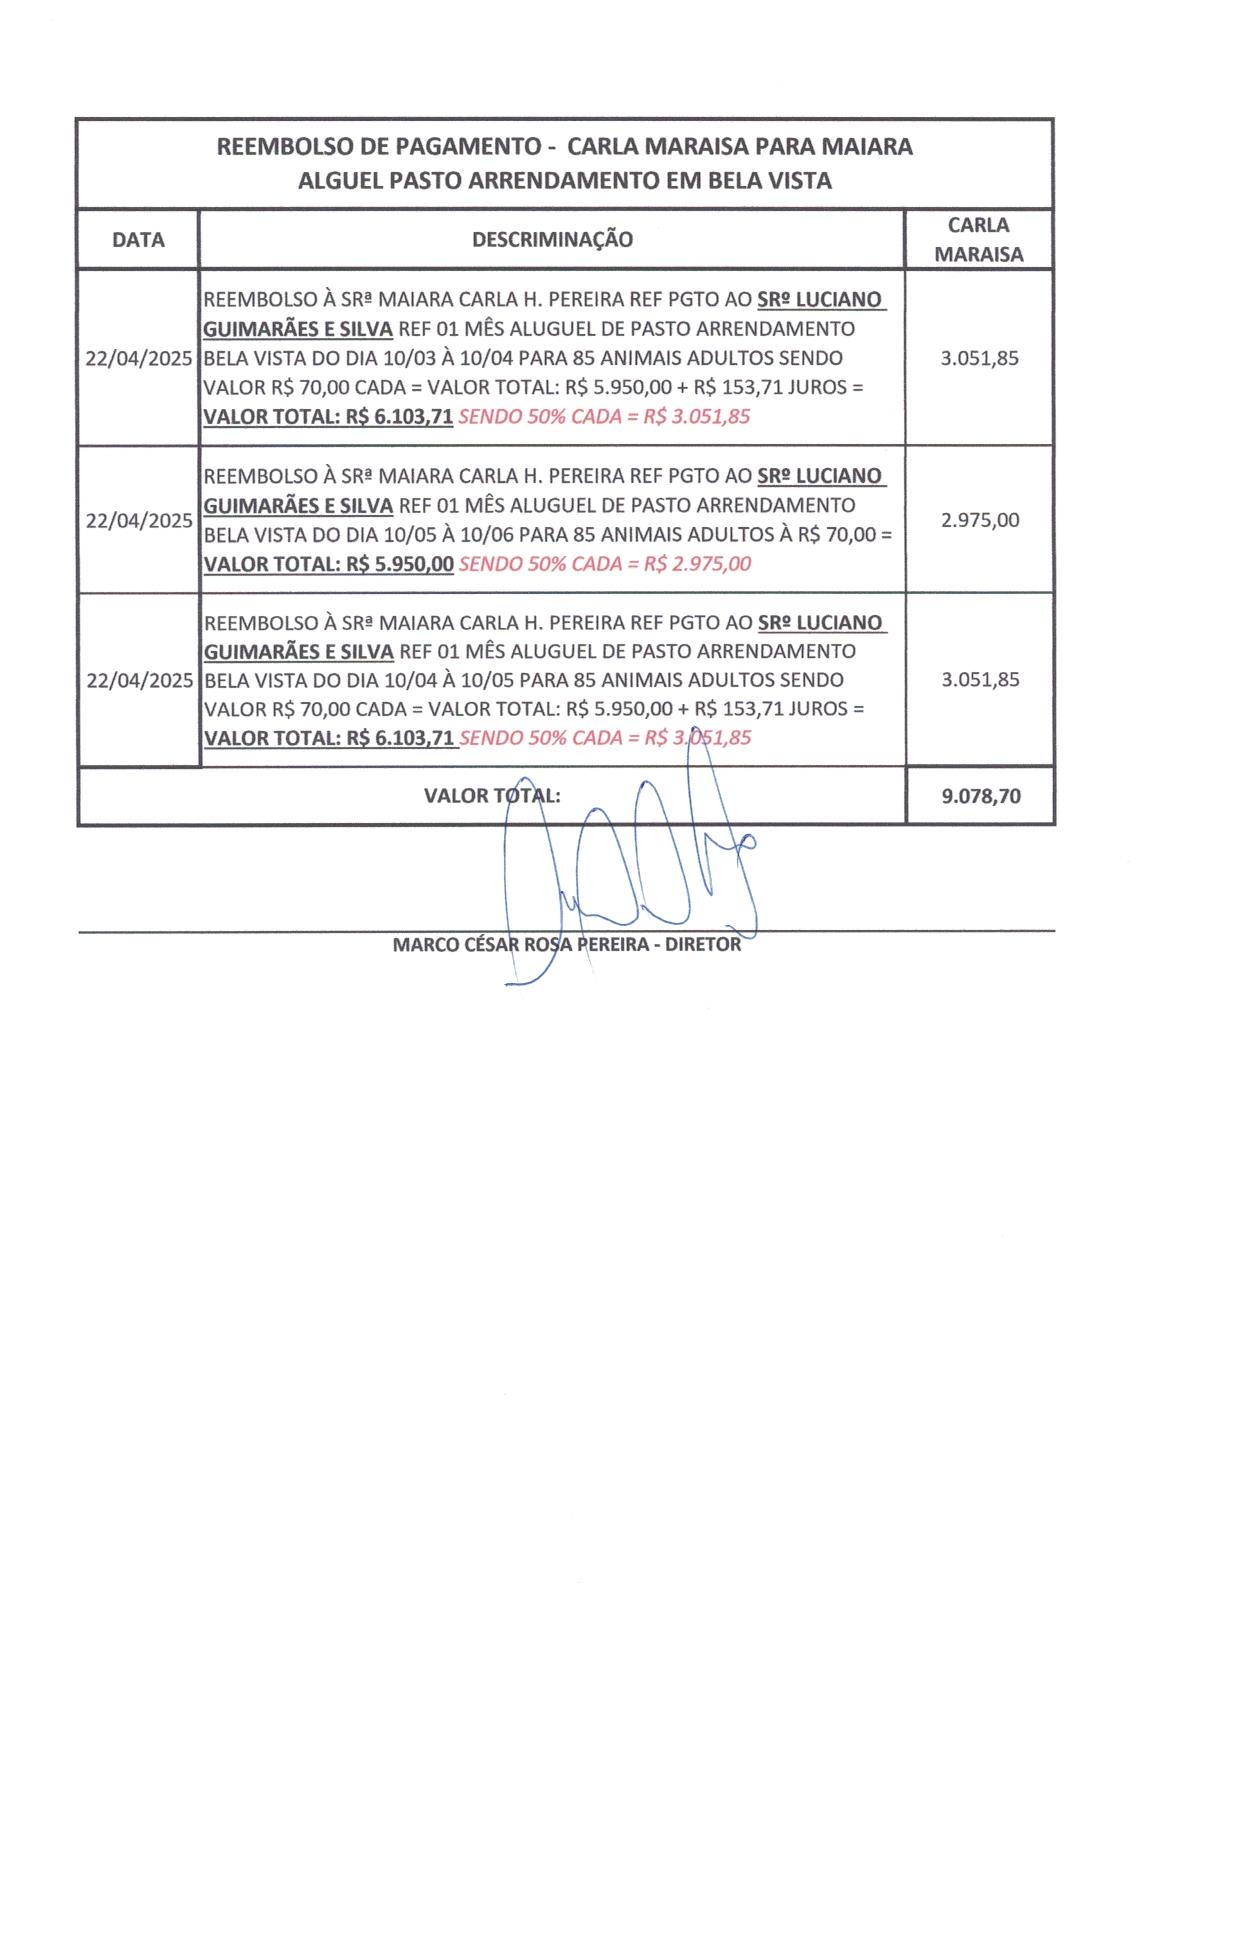 REEMBOLSO DE PAGAMENTO - CARLA MARAISA PARA MAIARA
ALGUEL PASTO ARRENDAMENTO EM BELA VISTA
DATA
DESCRIMINAÇÃO
CARLA
MARAISA
22/04/2025
REEMBOLSO À SRª MAIARA CARLA H. PEREIRA REF PGTO AO SRº LUCIANO
GUIMARÃES E SILVA REF 01 MÊS ALUGUEL DE PASTO ARRENDAMENTO
BELA VISTA DO DIA 10/03 À 10/04 PARA 85 ANIMAIS ADULTOS SENDO
VALOR R$ 70,00 CADA = VALOR TOTAL: R$ 5.950,00 + R$ 153,71 JUROS =
VALOR TOTAL: R$ 6.103,71 SENDO 50% CADA = R$ 3.051,85
3.051,85
22/04/2025
REEMBOLSO À SRª MAIARA CARLA H. PEREIRA REF PGTO AO SRº LUCIANO
GUIMARÃES E SILVA REF 01 MÊS ALUGUEL DE PASTO ARRENDAMENTO
BELA VISTA DO DIA 10/05 À 10/06 PARA 85 ANIMAIS ADULTOS À R$ 70,00 =
VALOR TOTAL: R$ 5.950,00 SENDO 50% CADA = R$ 2.975,00
2.975,00
22/04/2025
REEMBOLSO À SRª MAIARA CARLA H. PEREIRA REF PGTO AO SRº LUCIANO
GUIMARÃES E SILVA REF 01 MÊS ALUGUEL DE PASTO ARRENDAMENTO
BELA VISTA DO DIA 10/04 À 10/05 PARA 85 ANIMAIS ADULTOS SENDO
VALOR R$ 70,00 CADA = VALOR TOTAL: R$ 5.950,00 + R$ 153,71 JUROS =
VALOR TOTAL: R$ 6.103,71 SENDO 50% CADA = R$ 3.051,85
3.051,85
VALOR TOTAL:
9.078,70
MARCO CÉSAR ROSA PEREIRA - DIRETOR